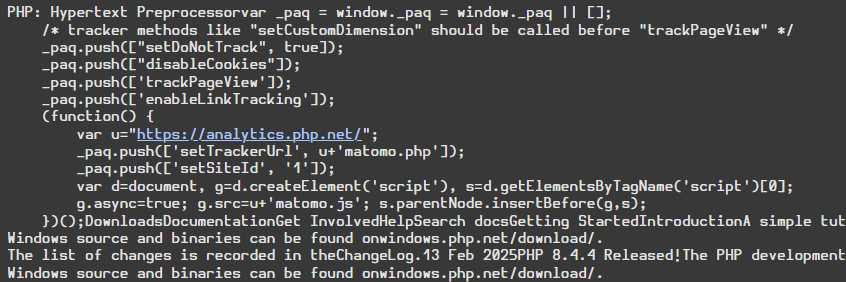 PHP: Hypertext Preprocessorvar _paq = window._paq = window._paq || [];
/* tracker methods like "setCustomDimension" should be called before "trackPageView" */
_paq.push(["setDoNotTrack", true]);
_paq.push(["disableCookies"]);
_paq.push(['trackPageView']);
_paq.push(['enableLinkTracking']);
(function() {
var u="https://analytics.php.net/";
_paq.push(['setTrackerUrl', u+'matomo.php']);
_paq.push(['setSiteId', '1']);
var d=document, g=d.createElement('script'), s=d.getElementsByTagName('script')[0];
g.async=true; g.src=u+'matomo.js'; s.parentNode.insertBefore(g,s);
})();DownloadsDocumentationGet InvolvedHelpSearch docsGetting StartedIntroductionA simple tut
Windows source and binaries can be found onwindows.php.net/download/.
The list of changes is recorded in theChangeLog.13 Feb 2025PHP 8.4.4 Released!The PHP development
Windows source and binaries can be found onwindows.php.net/download/.